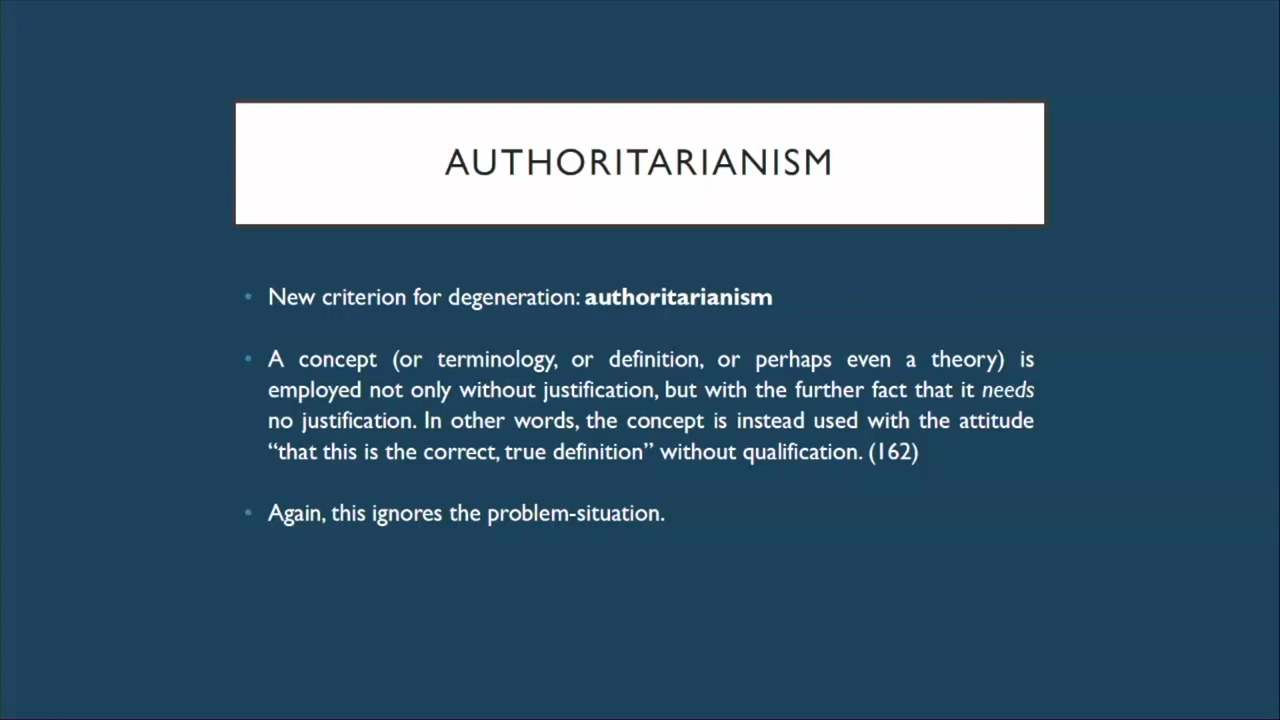 AUTHORITARIANISM
• New criterion for degeneration: authoritarianism
• A concept (or terminology, or definition, or perhaps even a theory) is
employed not only without justification, but with the further fact that it needs
no justification. In other words, the concept is instead used with the attitude
“that this is the correct, true definition” without qualification. (162)
• Again, this ignores the problem-situation.